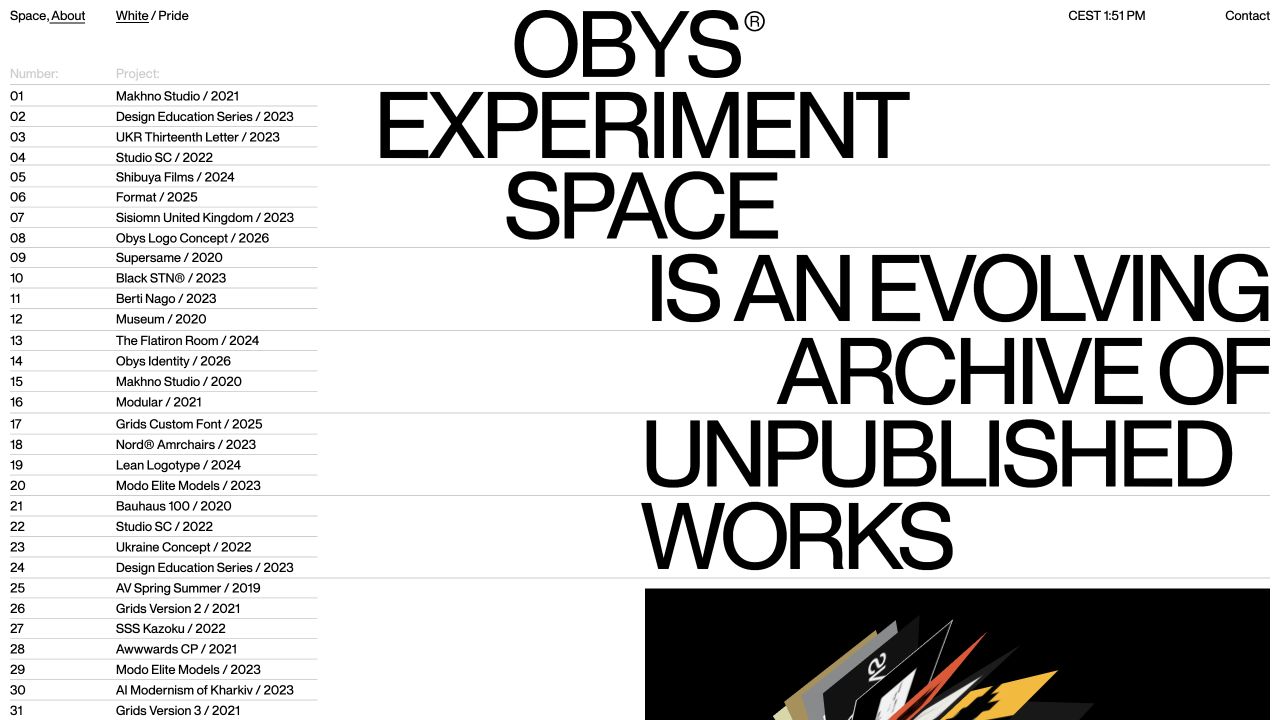 Space, About
White / Pride
CEST 1:51 PM
Contact
OBYS®
EXPERIMENT
SPACE
IS AN EVOLVING
ARCHIVE OF
UNPUBLISHED
WORKS
Number: Project:
01 Makhno Studio / 2021
02 Design Education Series / 2023
03 UKR Thirteenth Letter / 2023
04 Studio SC / 2022
05 Shibuya Films / 2024
06 Format / 2025
07 Sisiomn United Kingdom / 2023
08 Obys Logo Concept / 2026
09 Supersame / 2020
10 Black STN® / 2023
11 Berti Nago / 2023
12 Museum / 2020
13 The Flatiron Room / 2024
14 Obys Identity / 2026
15 Makhno Studio / 2020
16 Modular / 2021
17 Grids Custom Font / 2025
18 Nord® Amrchairs / 2023
19 Lean Logotype / 2024
20 Modo Elite Models / 2023
21 Bauhaus 100 / 2020
22 Studio SC / 2022
23 Ukraine Concept / 2022
24 Design Education Series / 2023
25 AV Spring Summer / 2019
26 Grids Version 2 / 2021
27 SSS Kazoku / 2022
28 Awwwards CP / 2021
29 Modo Elite Models / 2023
30 AI Modernism of Kharkiv / 2023
31 Grids Version 3 / 2021